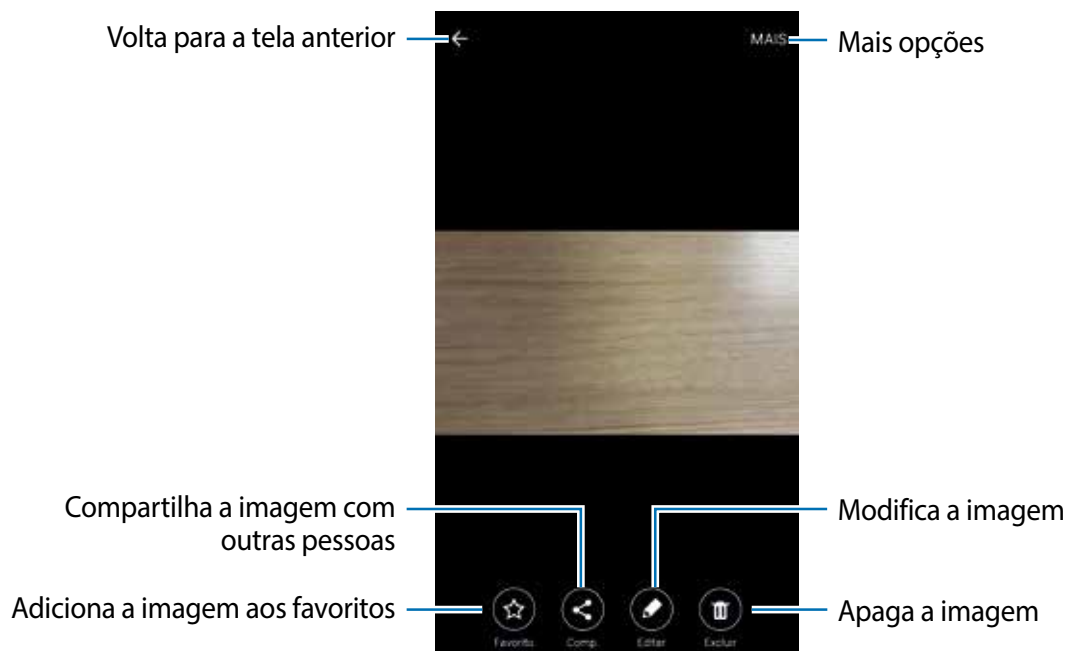 Volta para a tela anterior
MAIS
Mais opções
Compartilha a imagem com
outras pessoas
Modifica a imagem
Adiciona a imagem aos favoritos
Apaga a imagem
Favorito
Comp.
Editar
Excluir